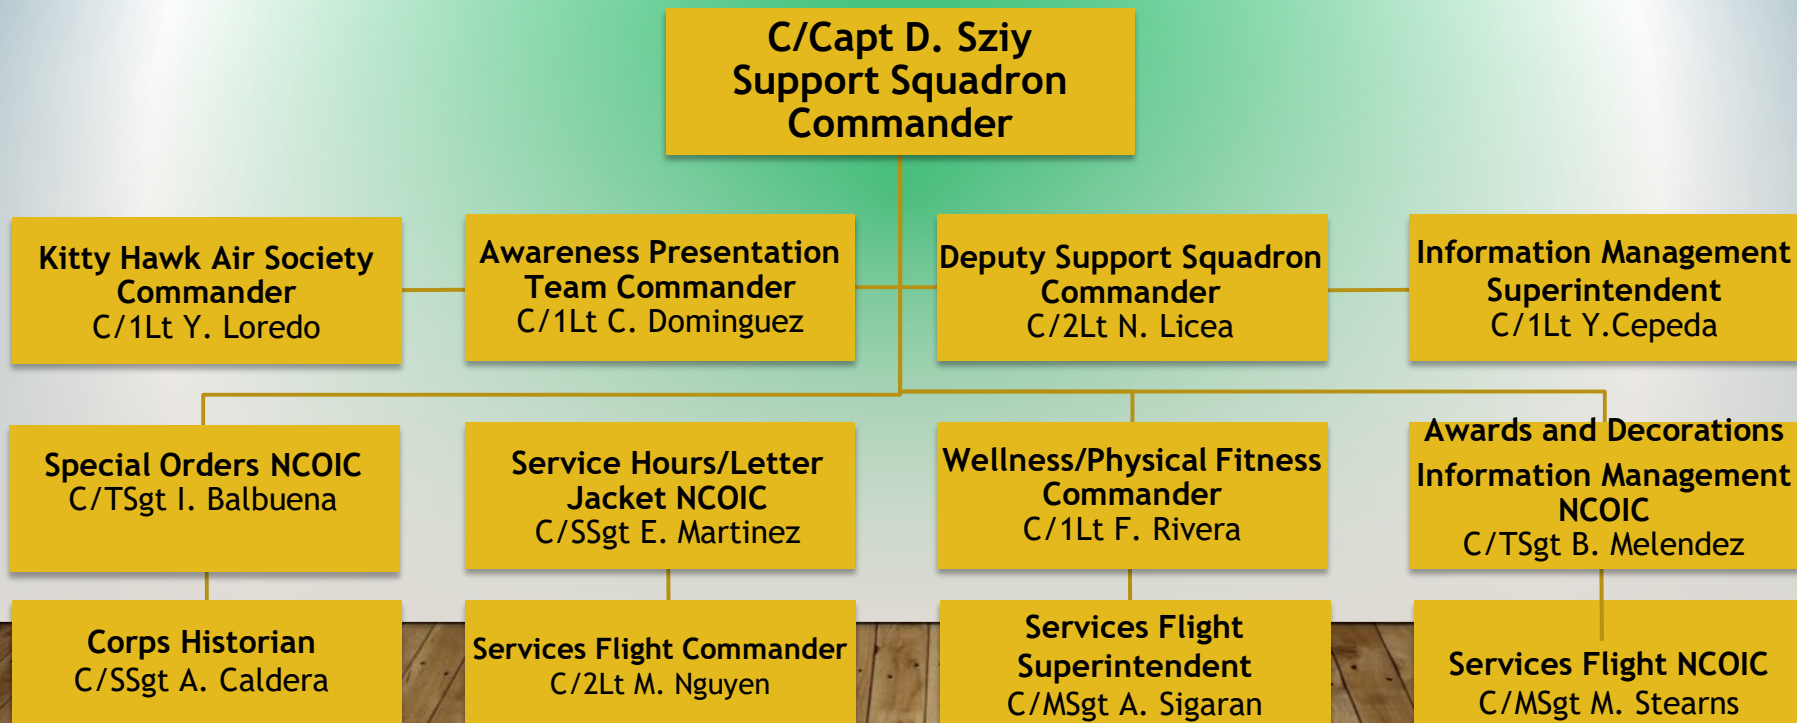 C/Capt D. Sziy
Support Squadron
Commander
Kitty Hawk Air Society
Commander
C/1Lt Y. Loredo
Awareness Presentation
Team Commander
C/1Lt C. Dominguez
Deputy Support Squadron
Commander
C/2Lt N. Licea
Information Management
Superintendent
C/1Lt Y.Cepeda
Special Orders NCOIC
C/TSgt I. Balbuena
Service Hours/Letter
Jacket NCOIC
C/SSgt E. Martinez
Wellness/Physical Fitness
Commander
C/1Lt F. Rivera
Awards and Decorations
Information Management
NCOIC
C/TSgt B. Melendez
Corps Historian
C/SSgt A. Caldera
Services Flight Commander
C/2Lt M. Nguyen
Services Flight
Superintendent
C/MSgt A. Sigaran
Services Flight NCOIC
C/MSgt M. Stearns